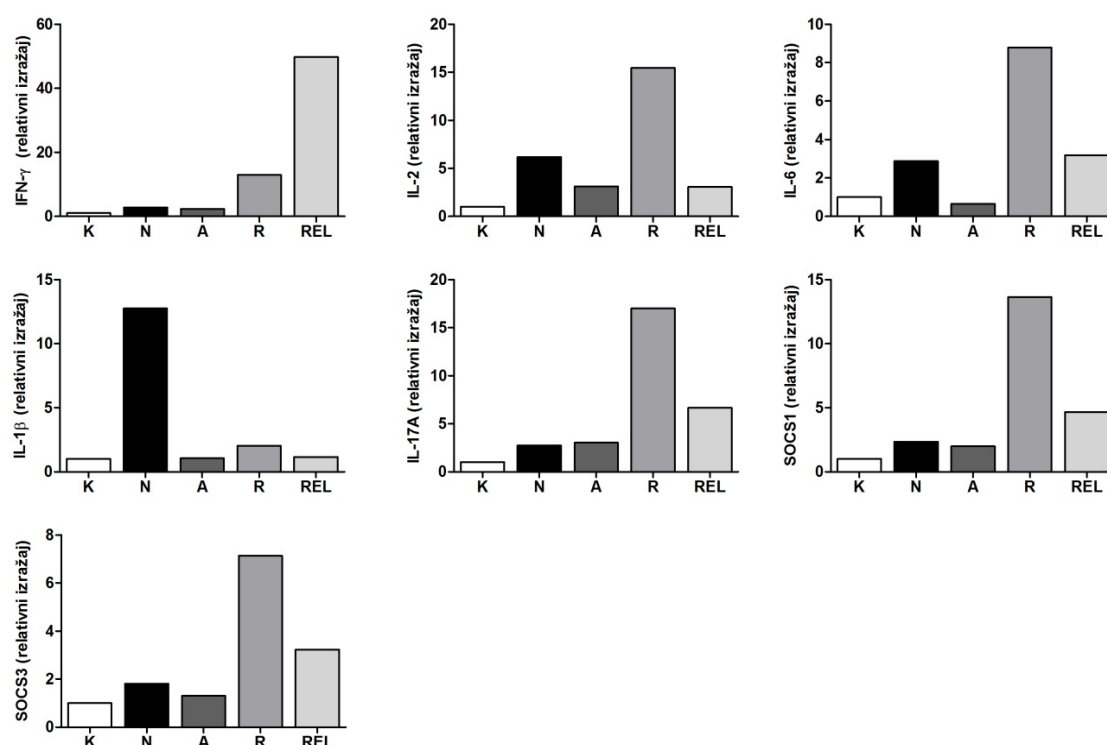 IFN-γ (relativni izražaj)
60
40
20
0
K N A R REL
IL-2 (relativni izražaj)
20
15
10
5
0
K N A R REL
IL-6 (relativni izražaj)
10
8
6
4
2
0
K N A R REL
IL-1β (relativni izražaj)
15
10
5
0
K N A R REL
IL-17A (relativni izražaj)
20
15
10
5
0
K N A R REL
SOCS1 (relativni izražaj)
15
10
5
0
K N A R REL
SOCS3 (relativni izražaj)
8
6
4
2
0
K N A R REL